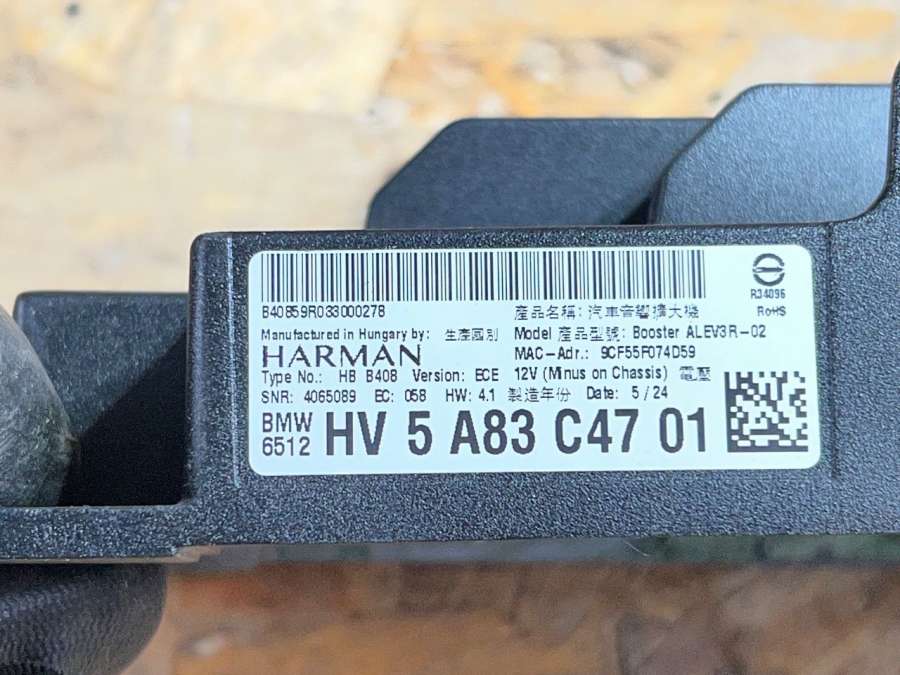 B40859R033000278
產品名稱: 汽車音響擴大機
R34096
RoHS
Manufactured in Hungary by: 生產區別
Model 產品型號: Booster ALEV3R-02
HARMAN
MAC-Adr.: 9CF55F074D59
Type No.: HB B408 Version: ECE 12V (Minus on Chassis) 電壓
SNR: 4065089 EC: 058 HW: 4.1 製造年份 Date: 5/24
BMW
6512 HV 5 A83 C47 01